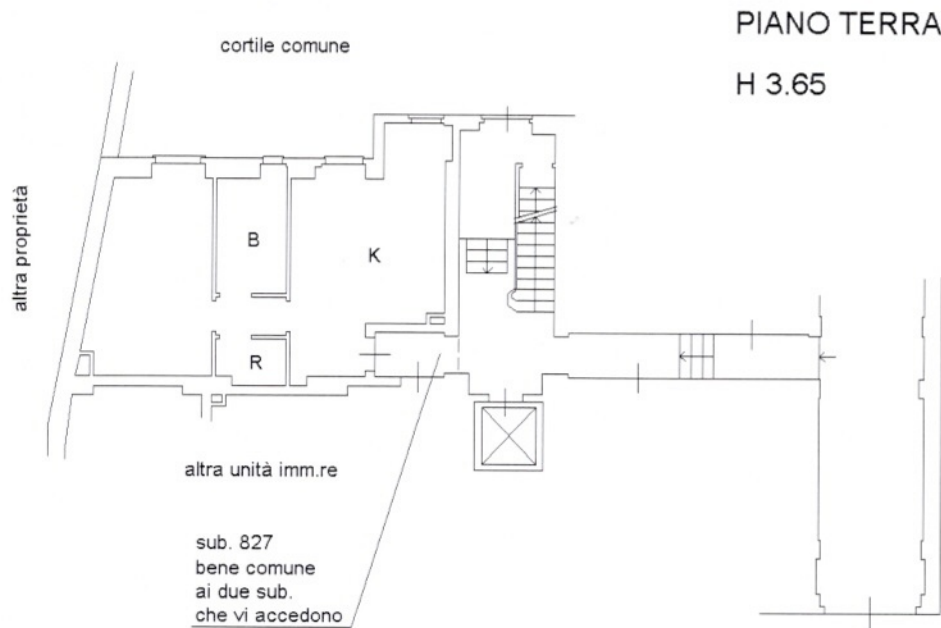 PIANO TERRA
H 3.65
cortile comune
altra proprietà
B
K
R
altra unità imm.re
sub. 827
bene comune
ai due sub.
che vi accedono